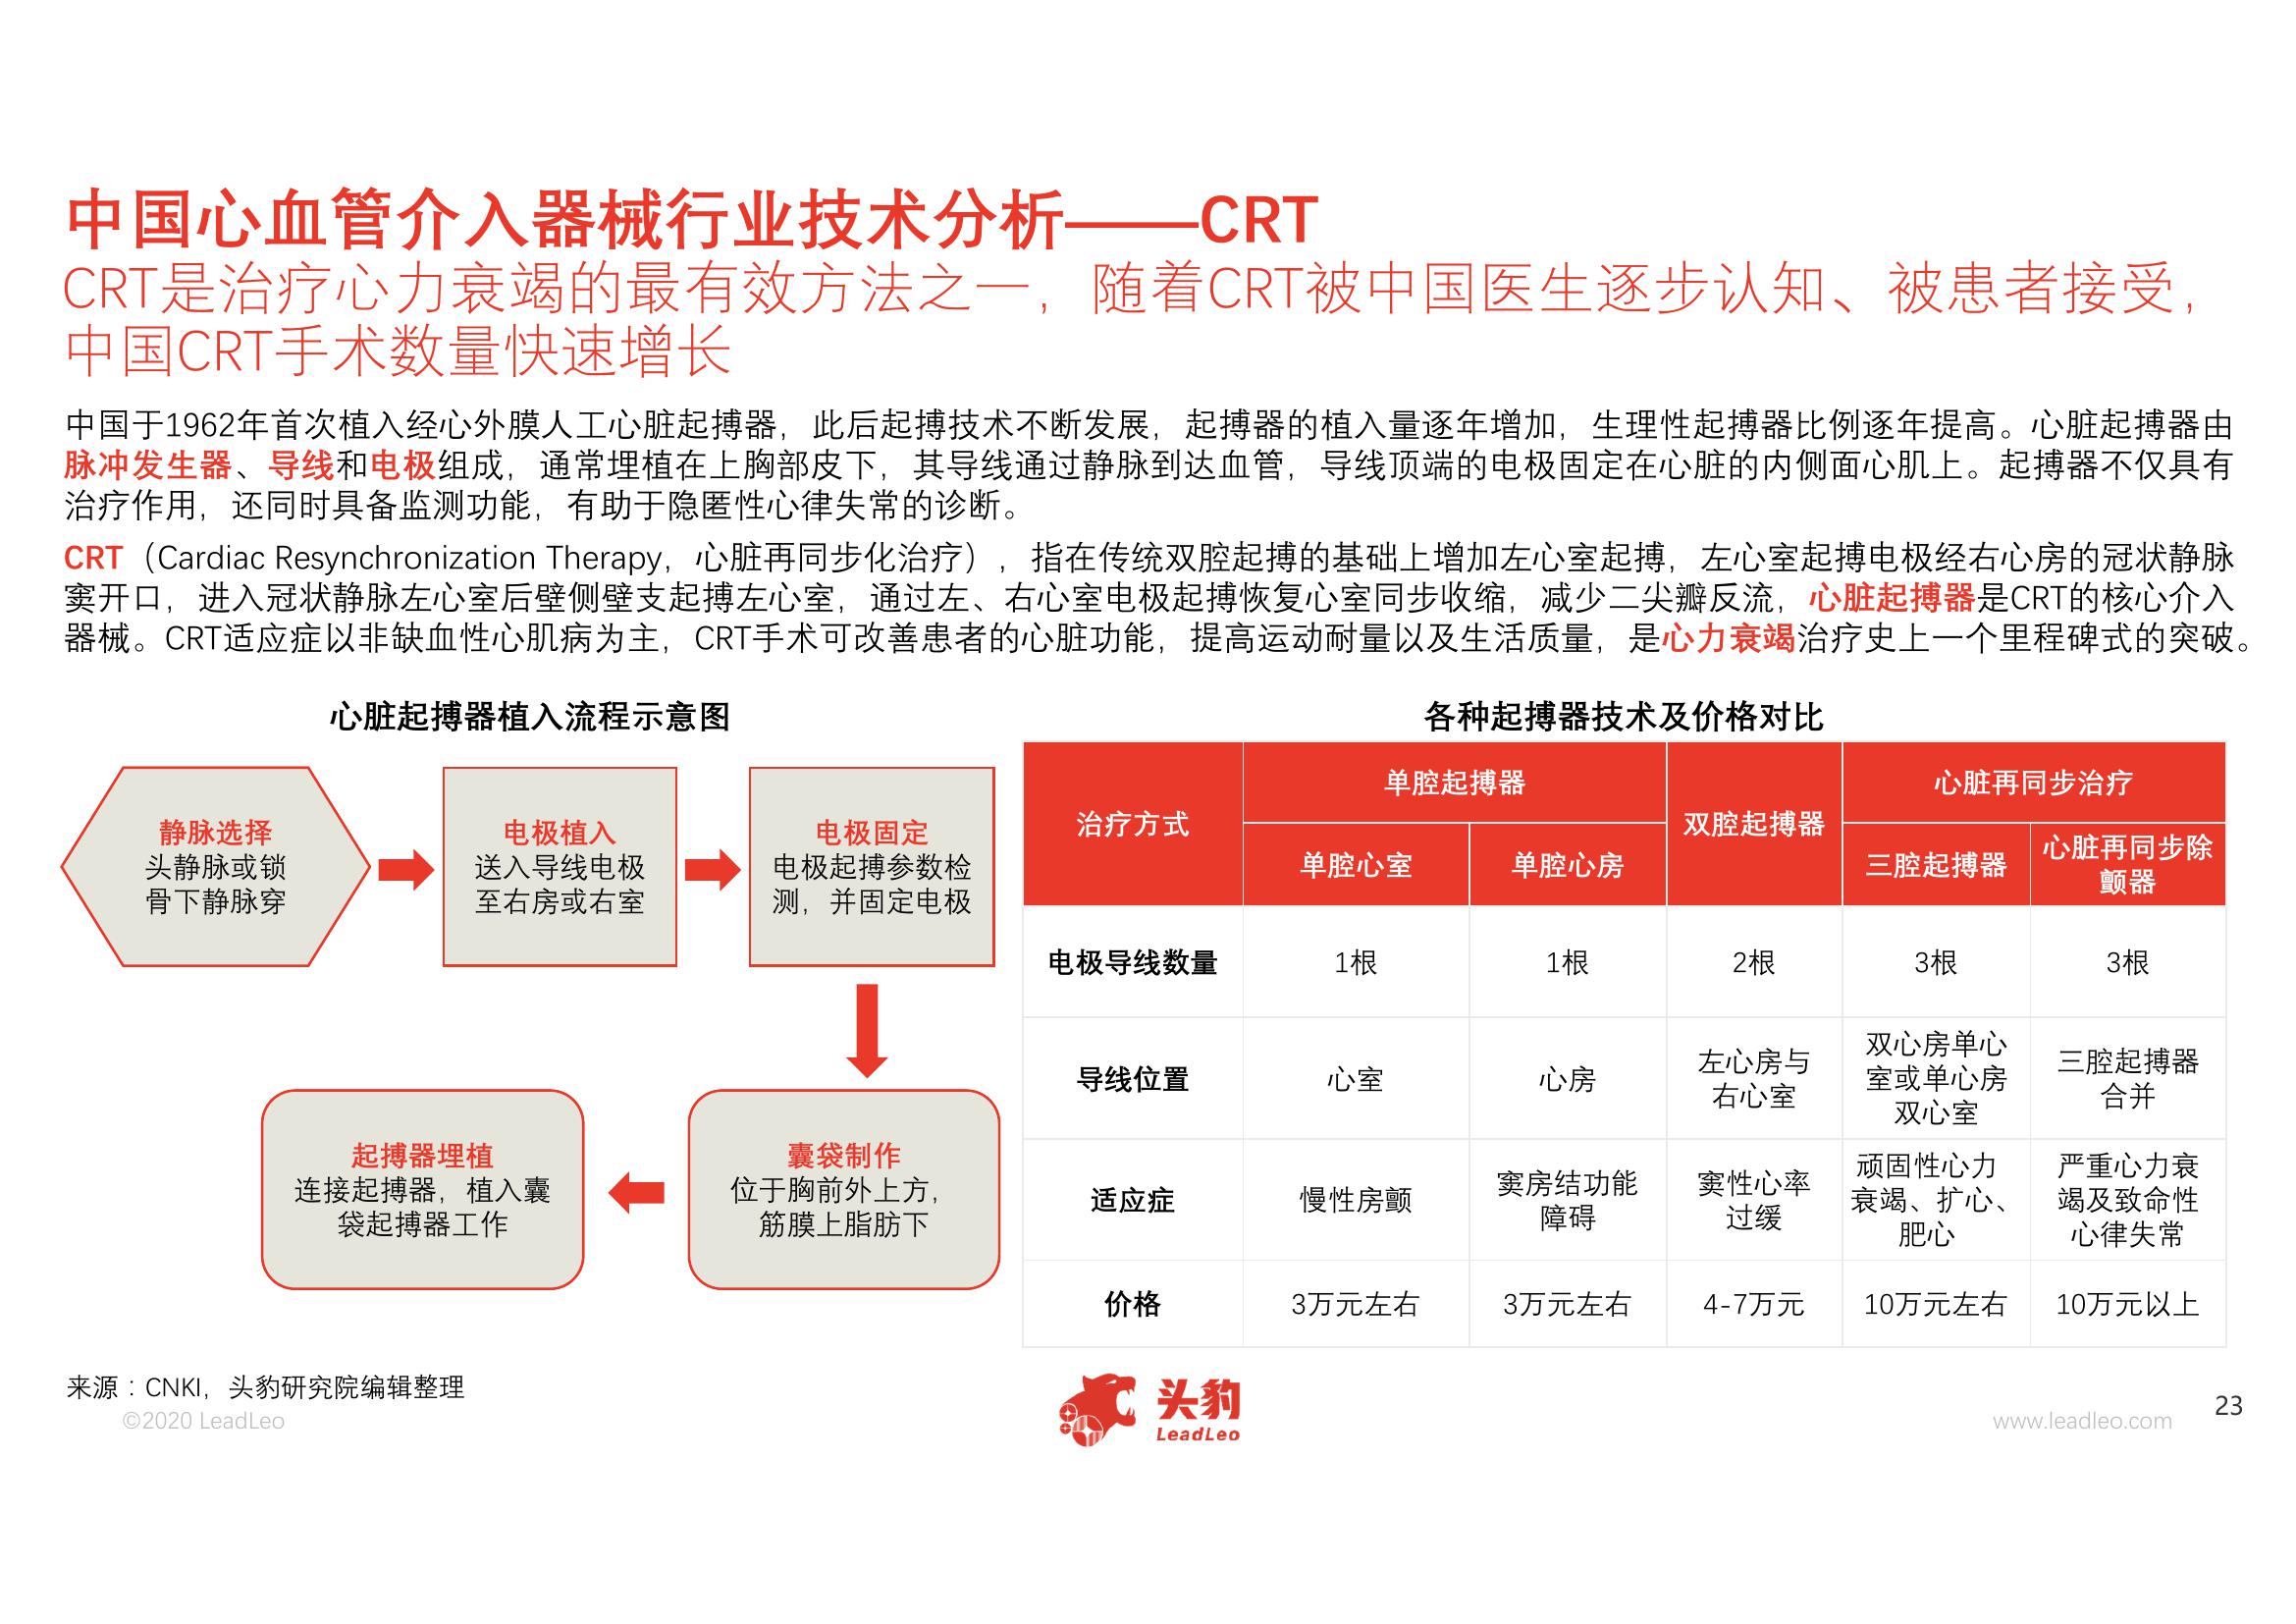 中国心血管介入器械行业技术分析——CRT
CRT是治疗心力衰竭的最有效方法之一，随着CRT被中国医生逐步认知、被患者接受，
中国CRT手术数量快速增长
中国于1962年首次植入经心外膜人工心脏起搏器，此后起搏技术不断发展，起搏器的植入量逐年增加，生理性起搏器比例逐年提高。心脏起搏器由
脉冲发生器、导线和电极组成，通常埋植在上胸部皮下，其导线通过静脉到达血管，导线顶端的电极固定在心脏的内侧面心肌上。起搏器不仅具有
治疗作用，还同时具备监测功能，有助于隐匿性心律失常的诊断。
CRT（Cardiac Resynchronization Therapy，心脏再同步化治疗），指在传统双腔起搏的基础上增加左心室起搏，左心室起搏电极经右心房的冠状静脉
窦开口，进入冠状静脉左心室后壁侧壁支起搏左心室，通过左、右心室电极起搏恢复心室同步收缩，减少二尖瓣反流，心脏起搏器是CRT的核心介入
器械。CRT适应症以非缺血性心肌病为主，CRT手术可改善患者的心脏功能，提高运动耐量以及生活质量，是心力衰竭治疗史上一个里程碑式的突破。
心脏起搏器植入流程示意图
静脉选择
头静脉或锁
骨下静脉穿
电极植入
送入导线电极
至右房或右室
电极固定
电极起搏参数检
测，并固定电极
囊袋制作
位于胸前外上方，
筋膜上脂肪下
起搏器埋植
连接起搏器，植入囊
袋起搏器工作
各种起搏器技术及价格对比
治疗方式
单腔起搏器
双腔起搏器
心脏再同步治疗
单腔心室
单腔心房
三腔起搏器
心脏再同步除
颤器
电极导线数量
1根
1根
2根
3根
3根
导线位置
心室
心房
左心房与
右心室
双心房单心
室或单心房
双心室
三腔起搏器
合并
适应症
慢性房颤
窦房结功能
障碍
窦性心率
过缓
顽固性心力
衰竭、扩心、
肥心
严重心力衰
竭及致命性
心律失常
价格
3万元左右
3万元左右
4-7万元
10万元左右
10万元以上
来源：CNKI，头豹研究院编辑整理
©2020 LeadLeo
头豹
LeadLeo
www.leadleo.com
23